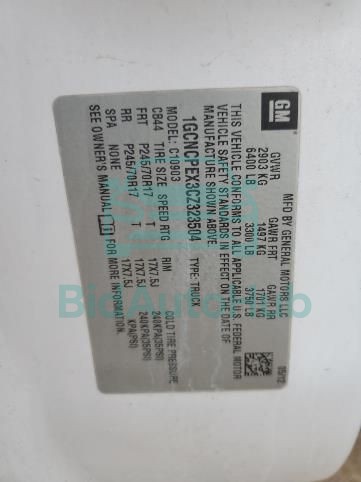 GM
MFD BY GENERAL MOTORS LLC
GVWR GAWR FRT GAWR RR
2903 KG 1497 KG 1701 KG
6400 LB 3300 LB 3750 LB
THIS VEHICLE CONFORMS TO ALL APPLICABLE U.S. FEDERAL MOTOR
VEHICLE SAFETY STANDARDS IN EFFECT ON THE DATE OF
MANUFACTURE SHOWN ABOVE.
1GCNCPEX3CZ323504 TYPE: TRUCK
MODEL: C10903
CB44 TIRE SIZE SPEED RTG RIM COLD TIRE PRESSURE
FRT P245/70R17 T 17X7.5J 240KPA(35PSI)
RR P245/70R17 T 17X7.5J 240KPA(35PSI)
SPA NONE KPA(PSI)
SEE OWNER'S MANUAL FOR MORE INFORMATION.
05/12